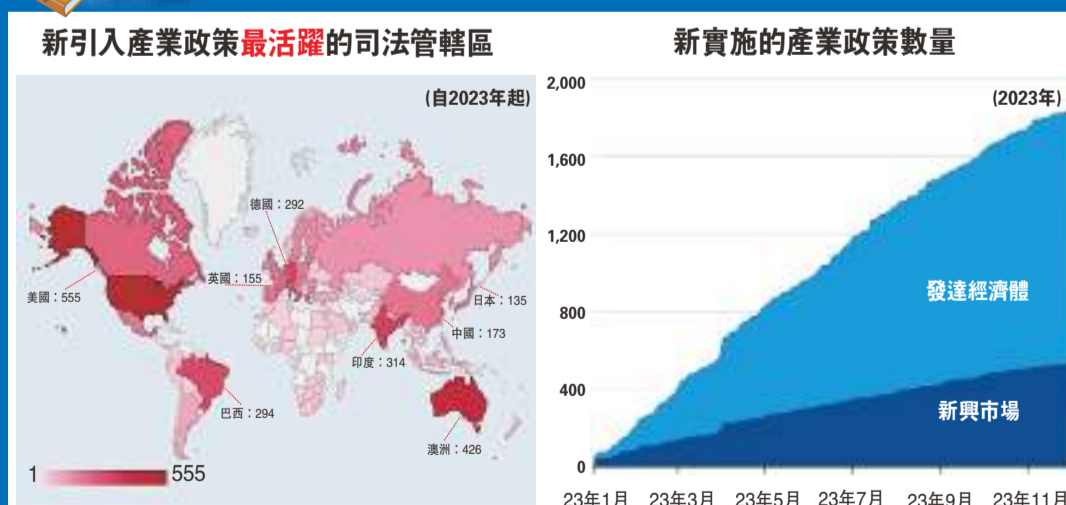 新引入產業政策最活躍的司法管轄區
(自2023年起)
德國：292
英國：155
美國：555
日本：135
中國：173
印度：314
巴西：294
澳洲：426
1
555
新實施的產業政策數量
(2023年)
2,000
1,600
1,200
800
400
0
發達經濟體
新興市場
23年1月 23年3月 23年5月 23年7月 23年9月 23年11月